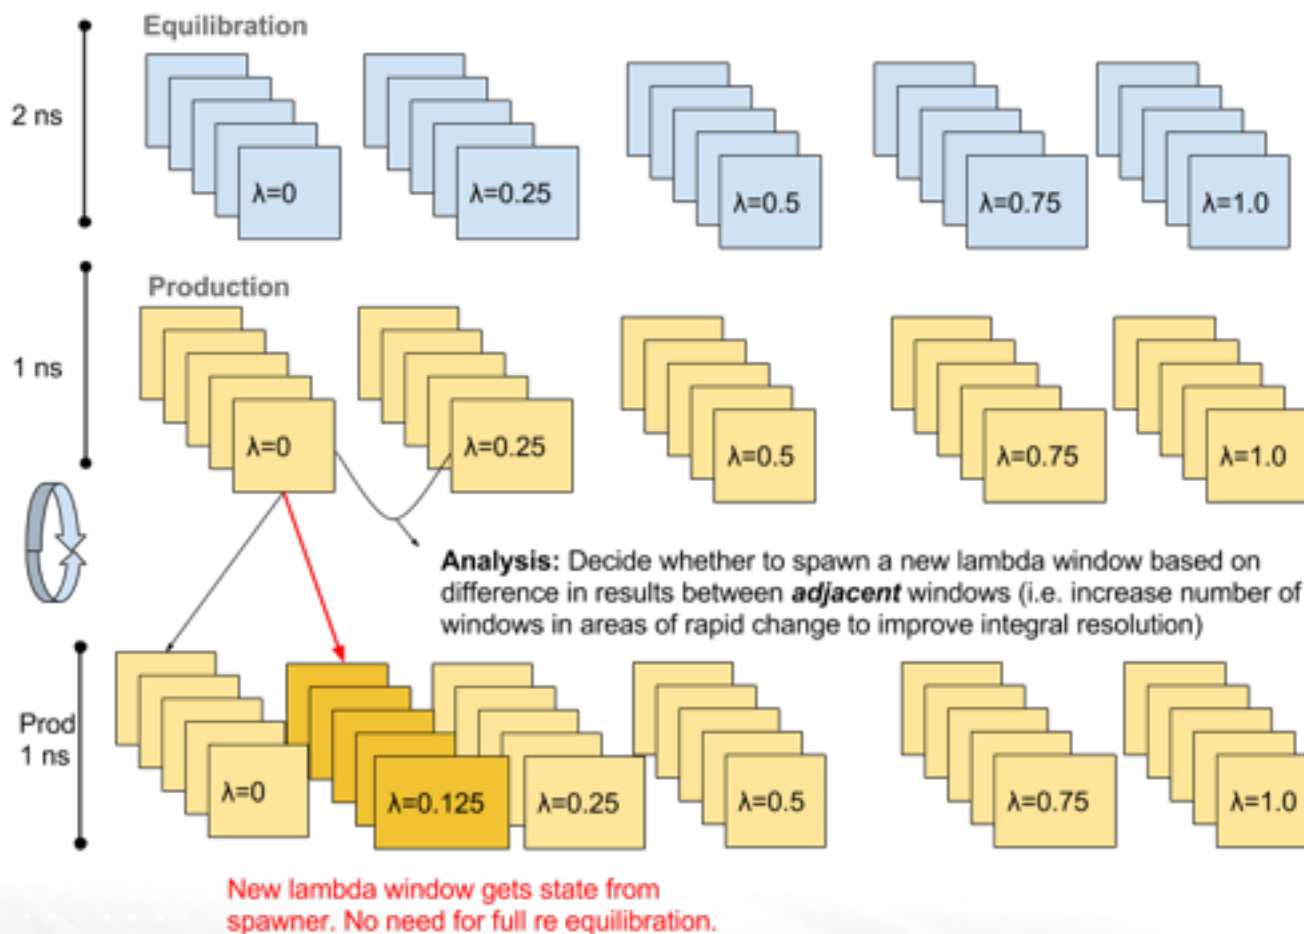 Equilibration
2 ns
λ=0
λ=0.25
λ=0.5
λ=0.75
λ=1.0
Production
1 ns
λ=0
λ=0.25
λ=0.5
λ=0.75
λ=1.0
Analysis: Decide whether to spawn a new lambda window based on
difference in results between adjacent windows (i.e. increase number of
windows in areas of rapid change to improve integral resolution)
Prod
1 ns
λ=0
λ=0.125
λ=0.25
λ=0.5
λ=0.75
λ=1.0
New lambda window gets state from
spawner. No need for full re equilibration.